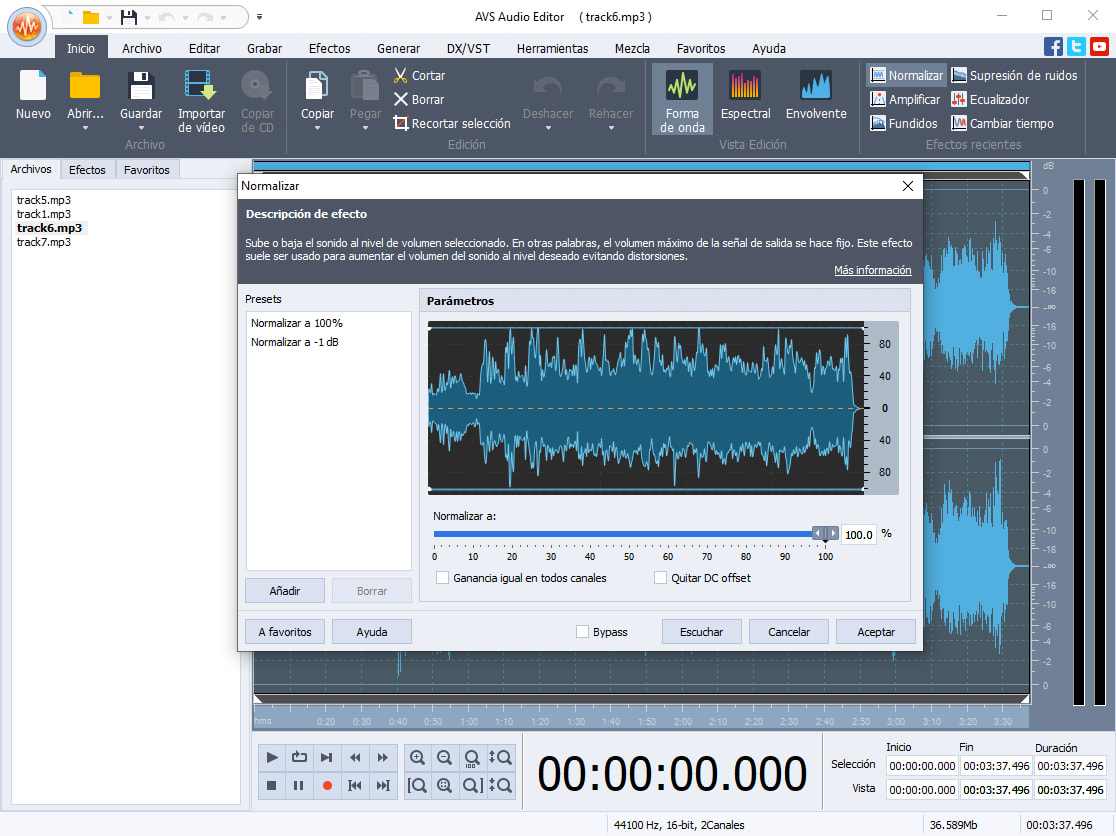 AVS Audio Editor ( track6.mp3 )
Inicio Archivo Editar Grabar Efectos Generar DX/VST Herramientas Mezcla Favoritos Ayuda
Nuevo Abrir... Guardar Importar de vídeo Copiar de CD
Archivo
Copiar Pegar
Cortar
Borrar
Recortar selección
Deshacer Rehacer
Edición
Forma de onda Espectral Envolvente
Vista Edición
Normalizar Supresión de ruidos
Amplificar Ecualizador
Fundidos Cambiar tiempo
Efectos recientes
Archivos Efectos Favoritos
track5.mp3
track1.mp3
track6.mp3
track7.mp3
Normalizar
Descripción de efecto
Sube o baja el sonido al nivel de volumen seleccionado. En otras palabras, el volumen máximo de la señal de salida se hace fijo. Este efecto
suele ser usado para aumentar el volumen del sonido al nivel deseado evitando distorsiones.
Más información
Presets
Normalizar a 100%
Normalizar a -1 dB
Añadir Borrar
Parámetros
80
40
0
40
80
Normalizar a:
100.0 %
0 10 20 30 40 50 60 70 80 90 100
Ganancia igual en todos canales Quitar DC offset
A favoritos Ayuda Bypass Escuchar Cancelar Aceptar
dB
0
-2
-4
-6
-10
-16
-∞
-16
-10
-6
-4
-2
0
0
-2
-4
-6
-10
-16
-∞
-16
-10
-6
-4
-2
0
hms 0:20 0:30 0:40 0:50 1:00 1:10 1:20 1:30 1:40 1:50 2:00 2:10 2:20 2:30 2:40 2:50 3:00 3:10 3:20 3:30
100
00:00:00.000
Inicio Fin Duración
Selección 00:00:00.000 00:03:37.496 00:03:37.496
Vista 00:00:00.000 00:03:37.496 00:03:37.496
44100 Hz, 16-bit, 2Canales 36.589Mb 00:03:37.496